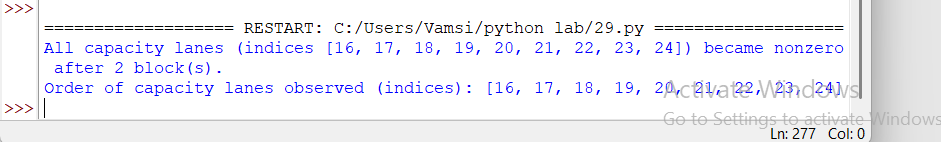 >>>
=================== RESTART: C:/Users/Vamsi/python lab/29.py ===================
All capacity lanes (indices [16, 17, 18, 19, 20, 21, 22, 23, 24]) became nonzero
after 2 block(s).
Order of capacity lanes observed (indices): [16, 17, 18, 19, 20, 21, 22, 23, 24]
>>>
Activate Windows
Go to Settings to activate Windows
Ln: 277 Col: 0